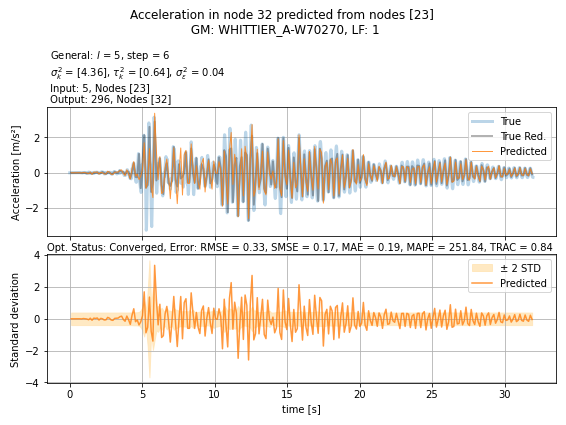 Acceleration in node 32 predicted from nodes [23]
GM: WHITTIER_A-W70270, LF: 1
General: l = 5, step = 6
σ²ₖ = [4.36], τ²ₖ = [0.64], σ²ε = 0.04
Input: 5, Nodes [23]
Output: 296, Nodes [32]
True
True Red.
Predicted
2
0
−2
Acceleration [m/s²]
Opt. Status: Converged, Error: RMSE = 0.33, SMSE = 0.17, MAE = 0.19, MAPE = 251.84, TRAC = 0.84
± 2 STD
Predicted
4
2
0
−2
−4
Standard deviation
0 5 10 15 20 25 30
time [s]